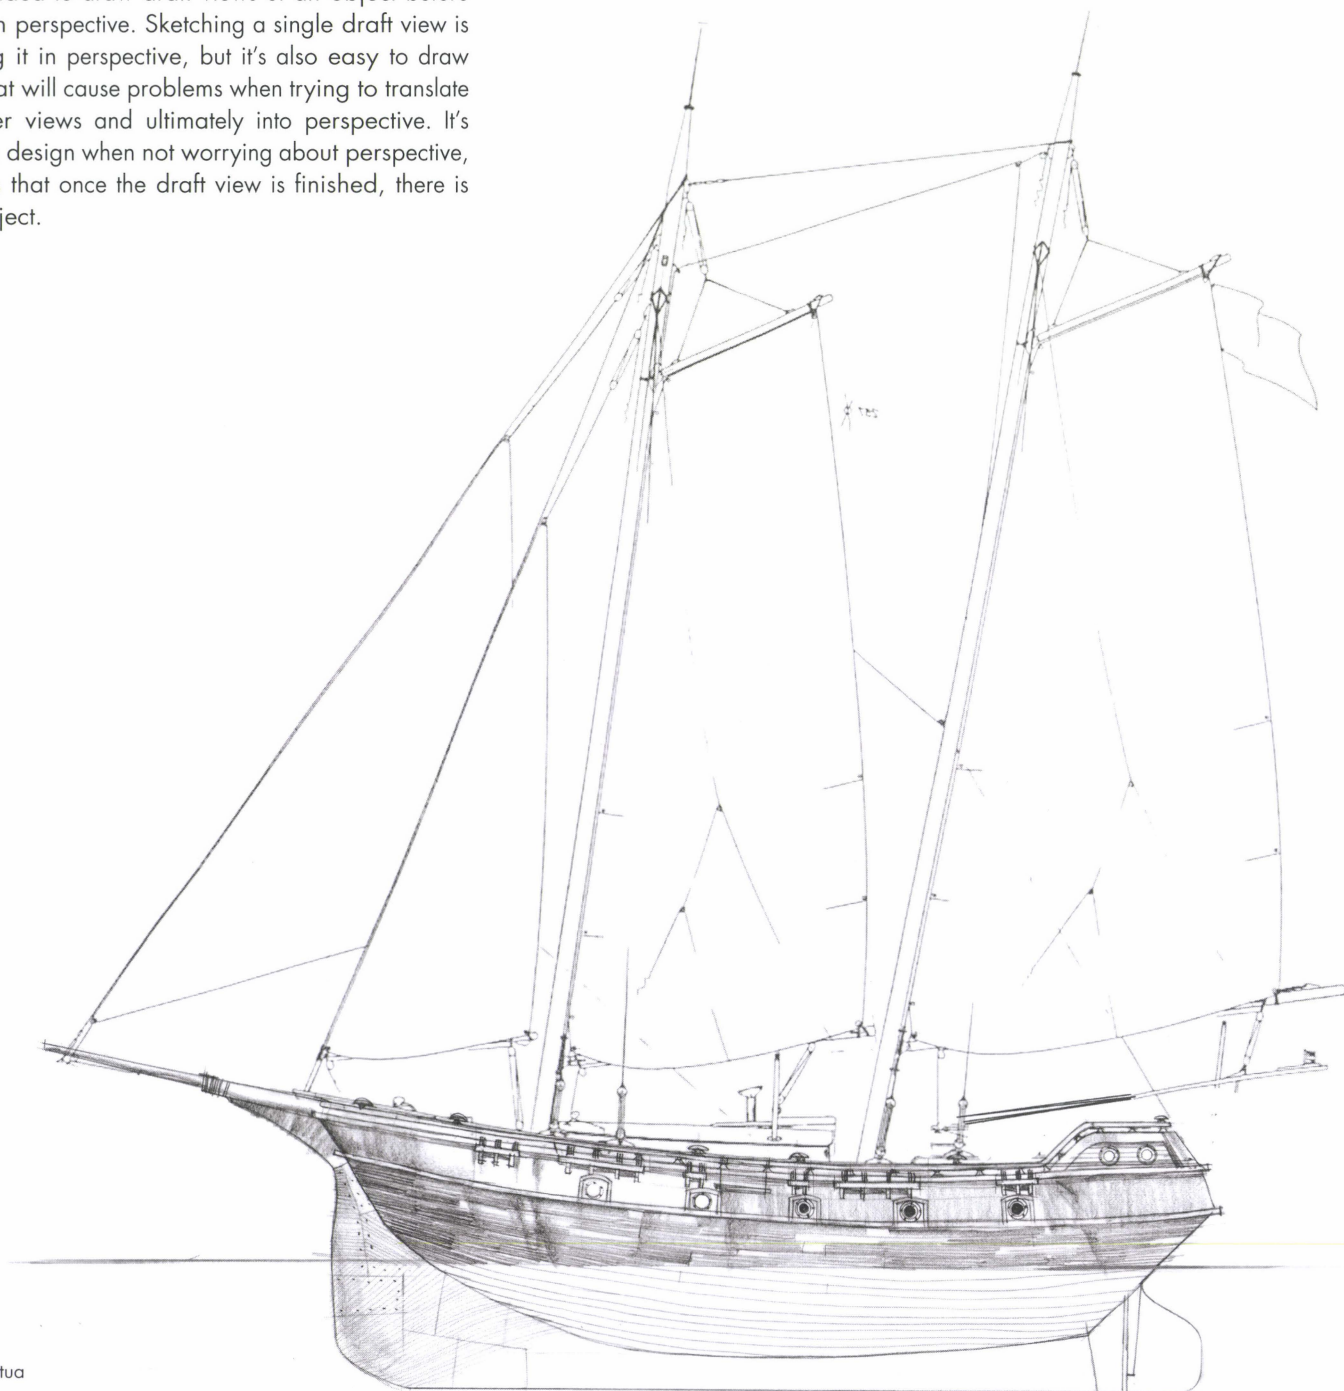 n perspective. Sketching a single draft view is
g it in perspective, but it's also easy to draw
at will cause problems when trying to translate
er views and ultimately into perspective. It's
design when not worrying about perspective,
that once the draft view is finished, there is
ject.
tua